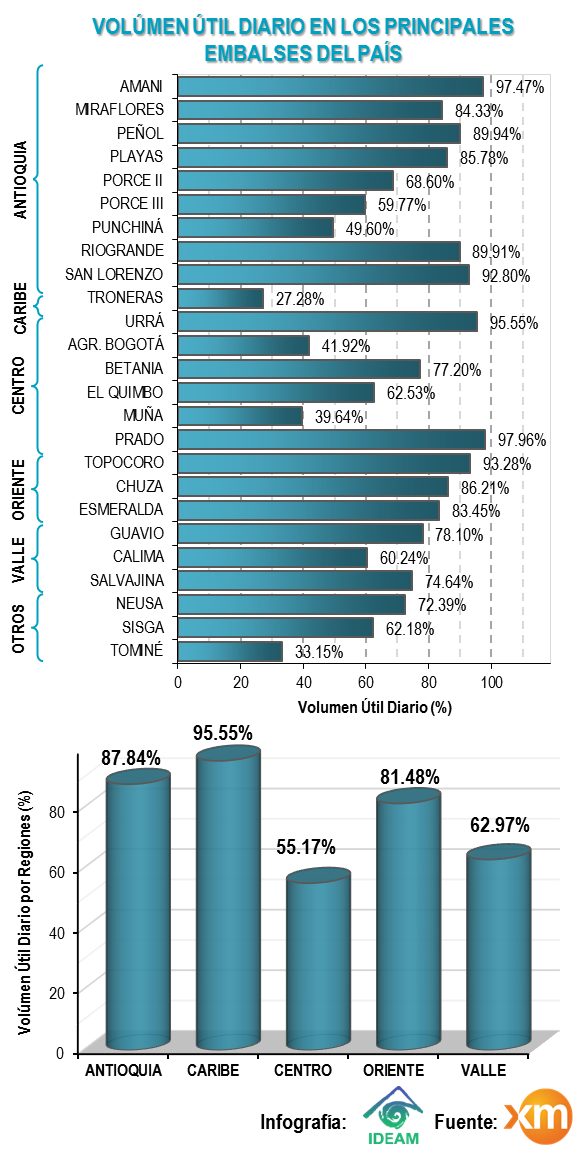 VOLÚMEN ÚTIL DIARIO EN LOS PRINCIPALES
EMBALSES DEL PAÍS
ANTIOQUIA
AMANI 97.47%
MIRAFLORES 84.33%
PEÑOL 89.94%
PLAYAS 85.78%
PORCE II 68.60%
PORCE III 59.77%
PUNCHINÁ 49.60%
RIOGRANDE 89.91%
SAN LORENZO 92.80%
CARIBE
TRONERAS 27.28%
URRÁ 95.55%
CENTRO
AGR. BOGOTÁ 41.92%
BETANIA 77.20%
EL QUIMBO 62.53%
MUÑA 39.64%
PRADO 97.96%
ORIENTE
TOPOCORO 93.28%
CHUZA 86.21%
ESMERALDA 83.45%
VALLE
GUAVIO 78.10%
CALIMA 60.24%
SALVAJINA 74.64%
OTROS
NEUSA 72.39%
SISGA 62.18%
TOMINÉ 33.15%
0 20 40 60 80 100
Volumen Útil Diario (%)
Volúmen Útil Diario por Regiones (%)
87.84% 95.55% 55.17% 81.48% 62.97%
80
60
40
20
0
ANTIOQUIA CARIBE CENTRO ORIENTE VALLE
Infografía: IDEAM Fuente: xm